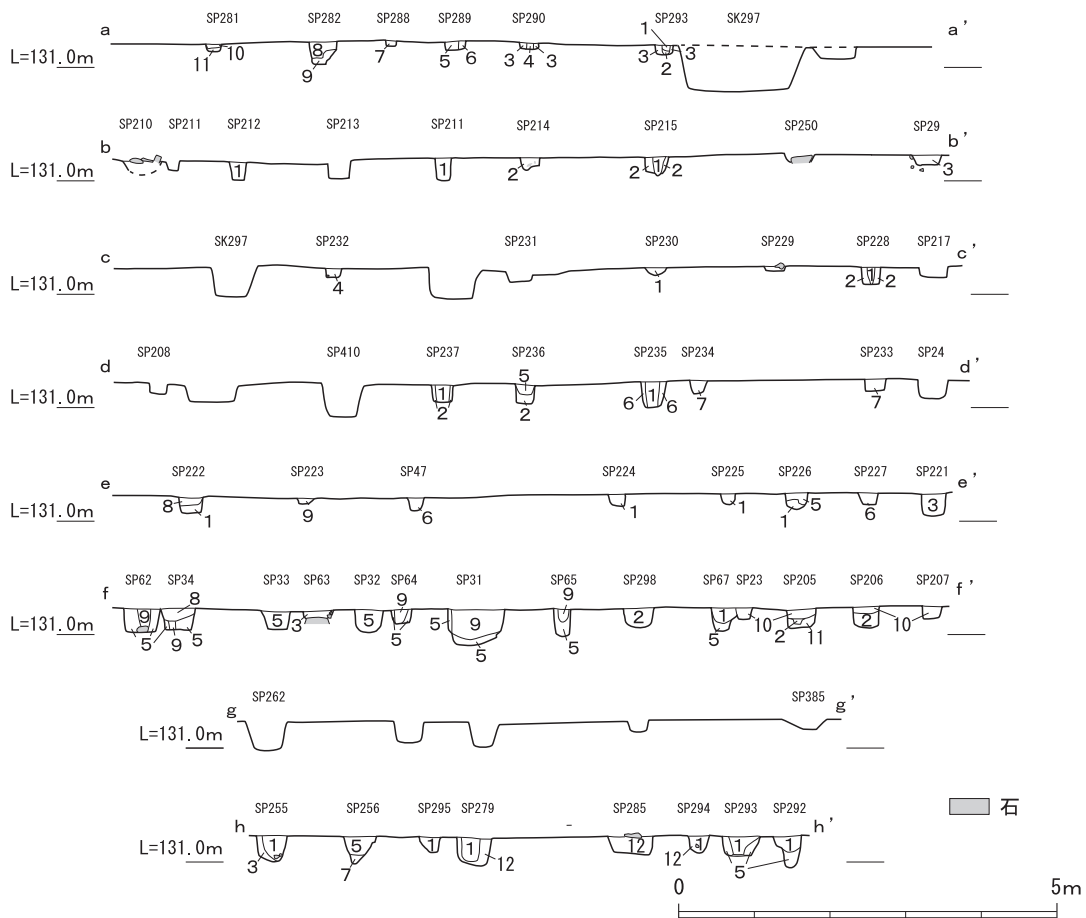 SP281 SP282 SP288 SP289 SP290 1 SP293 SK297
a a'
8
11 10 9 7 5 6 3 4 3 3 2 3
L=131.0m
SP210 SP211 SP212 SP213 SP211 SP214 SP215 SP250 SP29
b b'
1 1 2 2 1 2 3
L=131.0m
SK297 SP232 SP231 SP230 SP229 SP228 SP217
c c'
4 1 2 1 2
L=131.0m
SP208 SP410 SP237 SP236 SP235 SP234 SP233 SP24
d d'
5
1 2 2 6 1 6 7 7
L=131.0m
SP222 SP223 SP47 SP224 SP225 SP226 SP227 SP221
e e'
8 1 9 6 1 1 1 5 6 3
L=131.0m
SP62 SP34 SP33 SP63 SP32 SP64 SP31 SP65 SP298 SP67 SP23 SP205 SP206 SP207
f f'
8 9 9
9 5 3 5 5 9 2 1 10 2 10
5 9 5 5 5 5 5 2 11
L=131.0m
SP262 SP385
g g'
L=131.0m
SP255 SP256 SP295 SP279 SP285 SP294 SP293 SP292
h h'
1 5 1 1 12 1 1
3 7 12 12 5
L=131.0m
石
0 5m